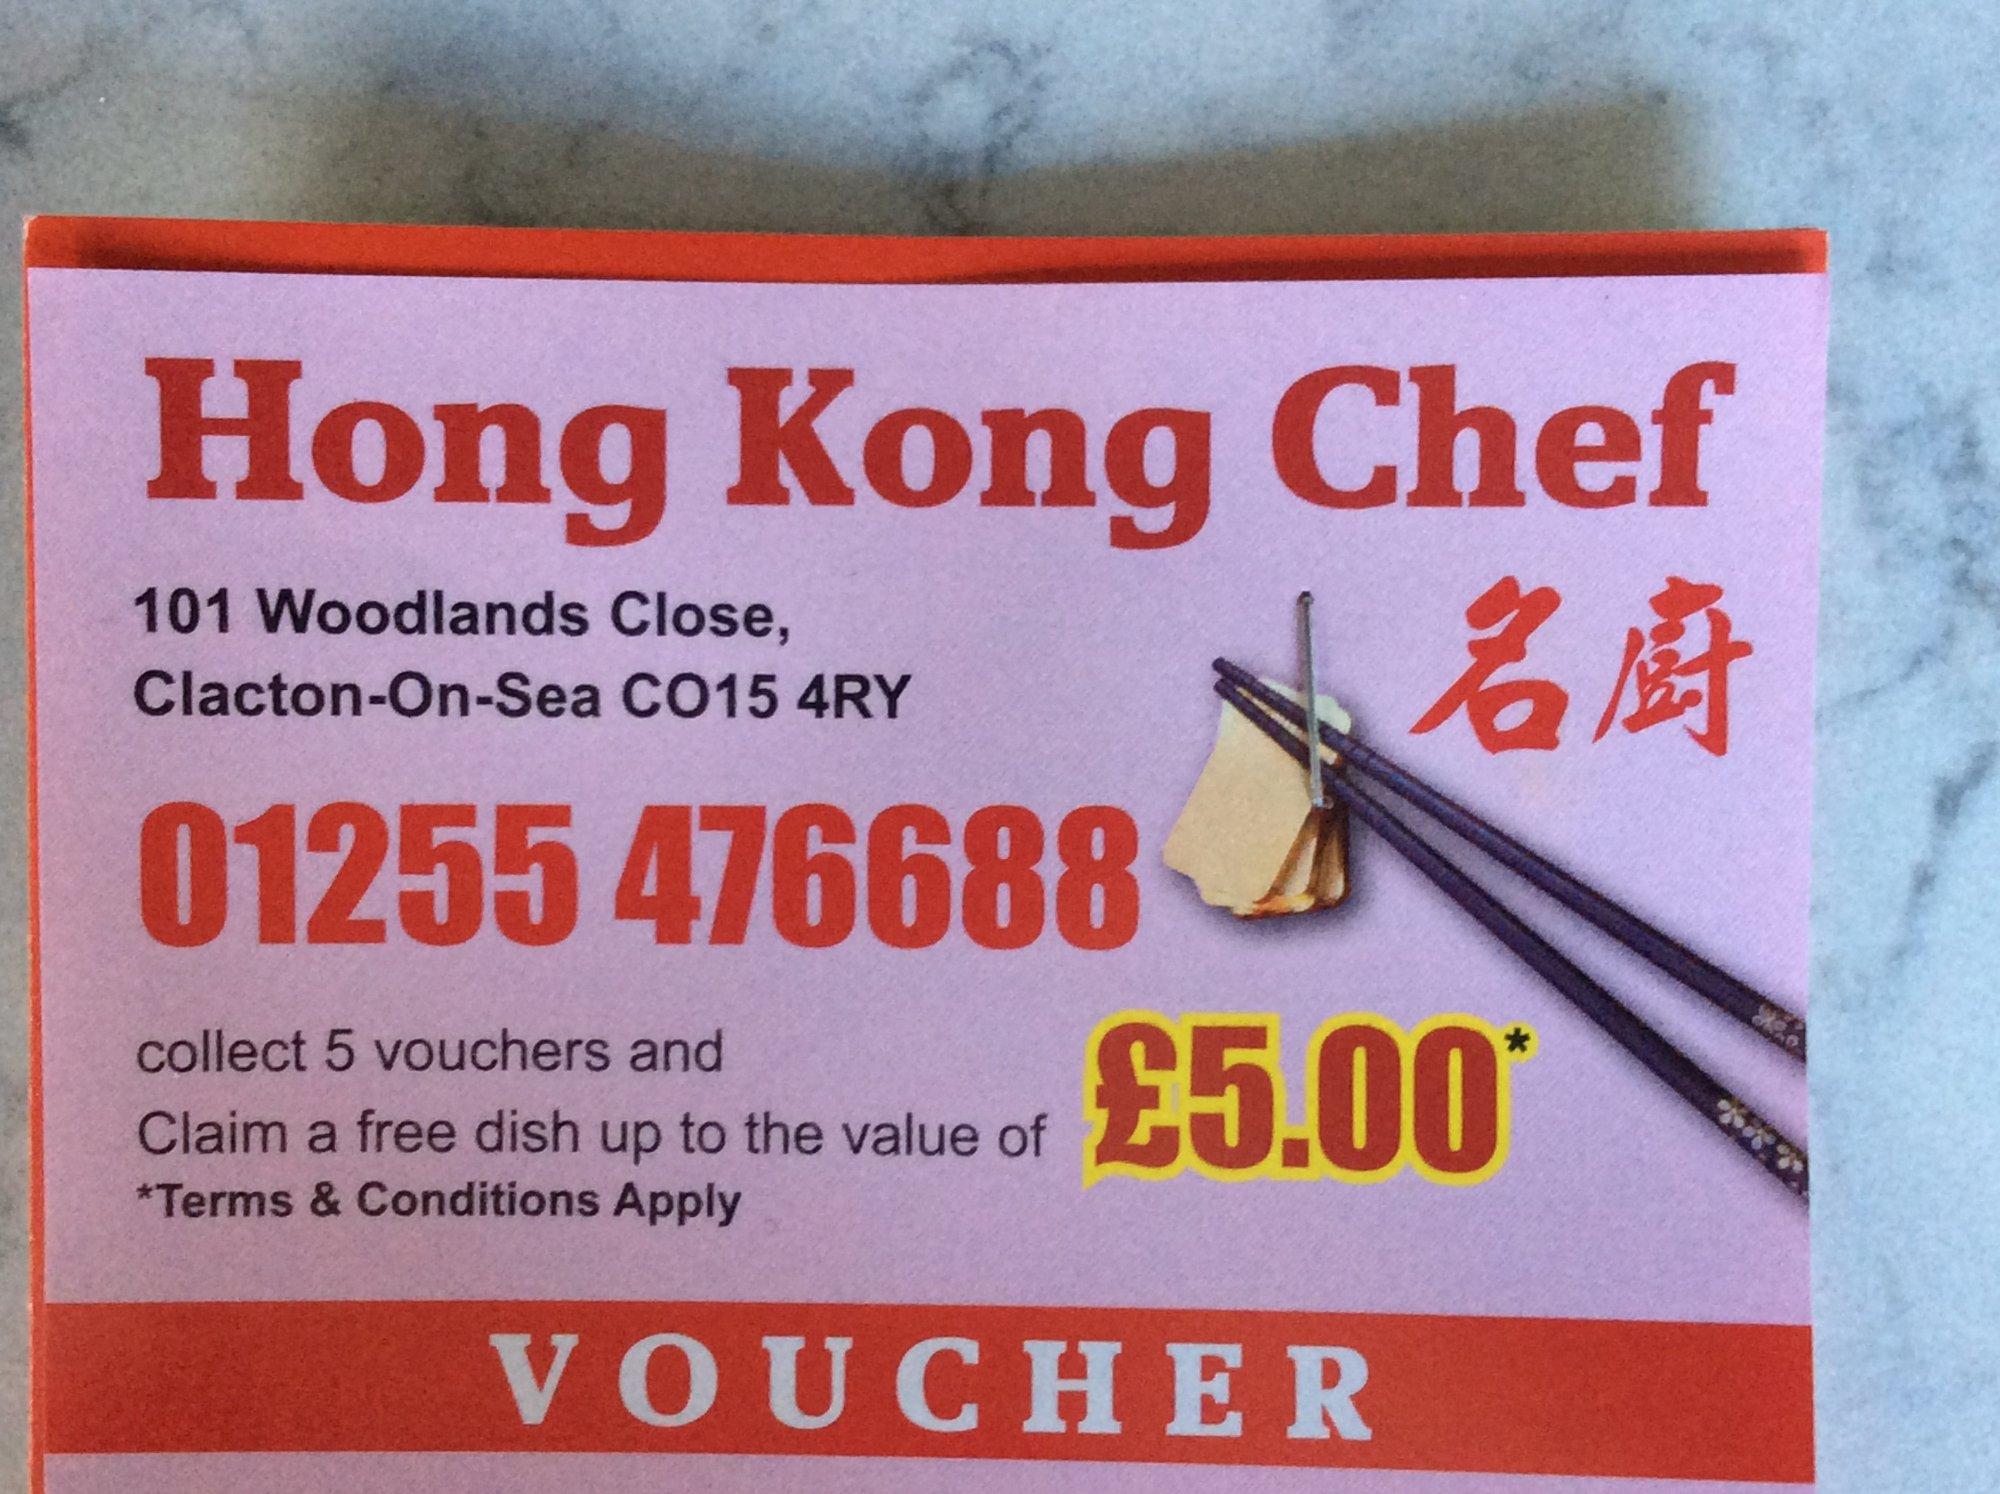 Hong Kong Chef
101 Woodlands Close,
Clacton-On-Sea CO15 4RY
名廚
01255 476688
collect 5 vouchers and
Claim a free dish up to the value of £5.00*
*Terms & Conditions Apply
VOUCHER